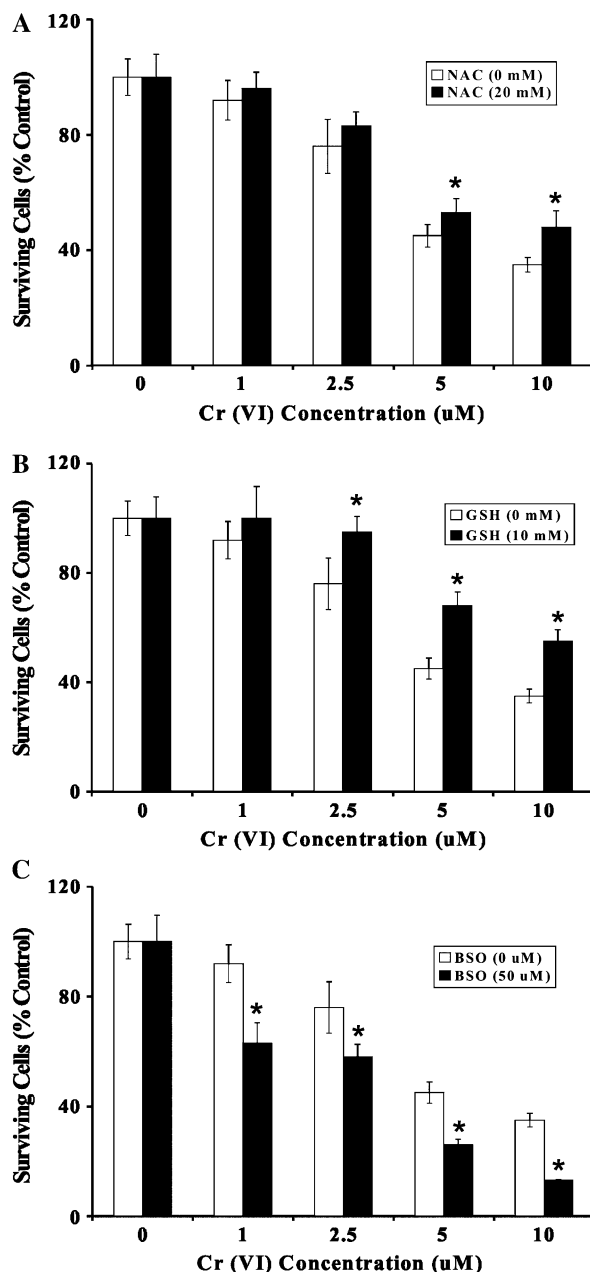 A
120
80
40
0
Surviving Cells (% Control)
NAC (0 mM)
NAC (20 mM)
* *
0 1 2.5 5 10
Cr (VI) Concentration (uM)
B
120
80
40
0
Surviving Cells (% Control)
GSH (0 mM)
GSH (10 mM)
* * *
0 1 2.5 5 10
Cr (VI) Concentration (uM)
C
120
80
40
0
Surviving Cells (% Control)
BSO (0 uM)
BSO (50 uM)
* * * *
0 1 2.5 5 10
Cr (VI) Concentration (uM)